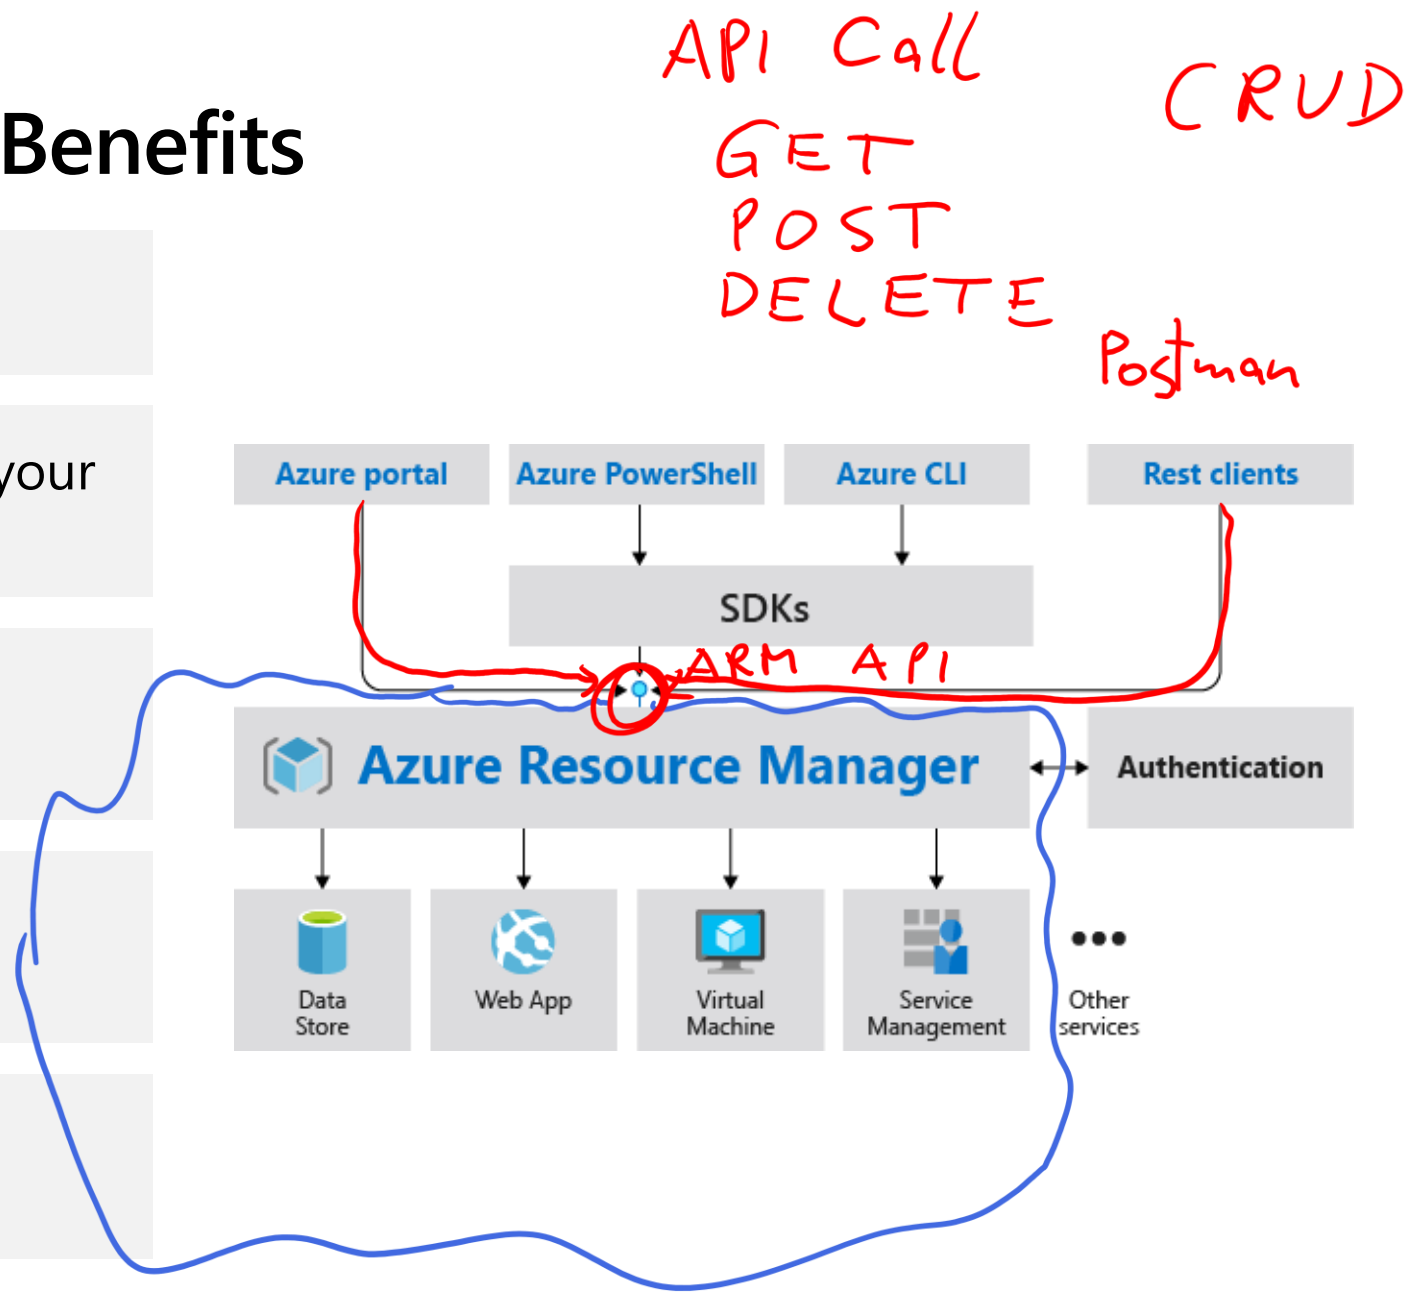 API Call
CRUD
Benefits
GET
POST
DELETE
Postman
your
Azure portal
Azure PowerShell
Azure CLI
Rest clients
SDKs
ARM API
Azure Resource Manager
Authentication
Data
Store
Web App
Virtual
Machine
Service
Management
Other
services